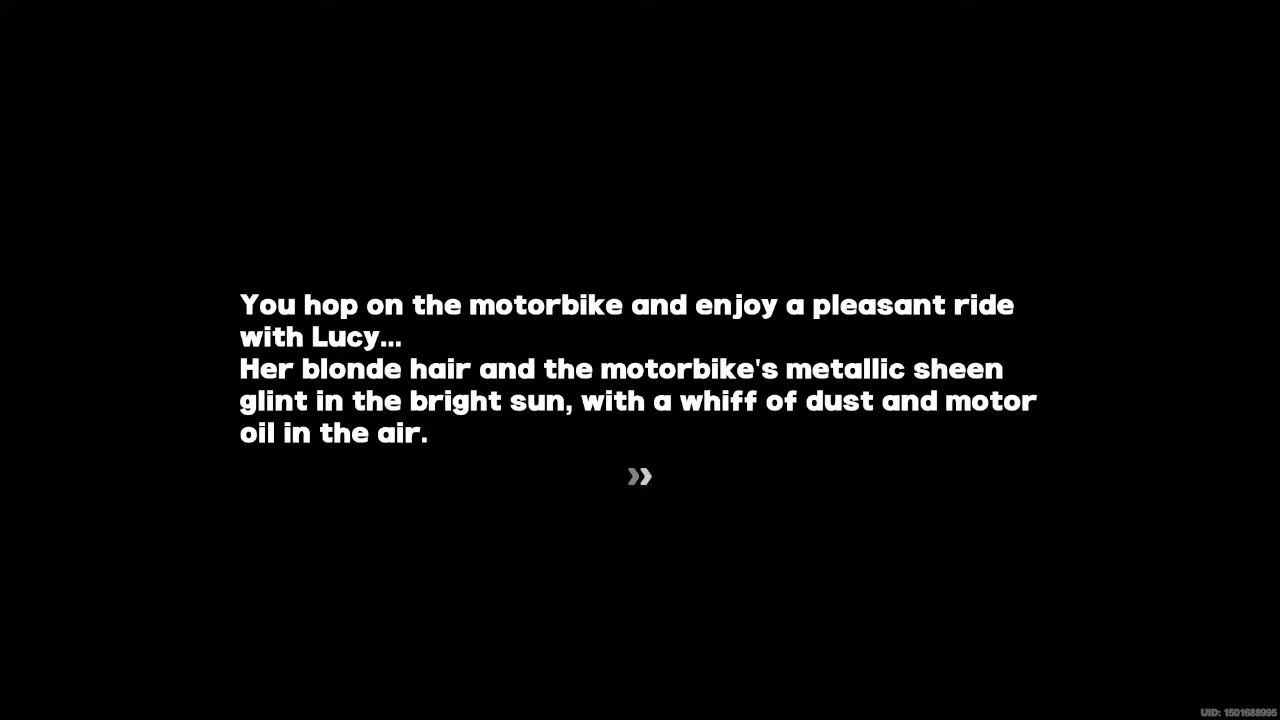 You hop on the motorbike and enjoy a pleasant ride
with Lucy...
Her blonde hair and the motorbike's metallic sheen
glint in the bright sun, with a whiff of dust and motor
oil in the air.
UID: 1501688995